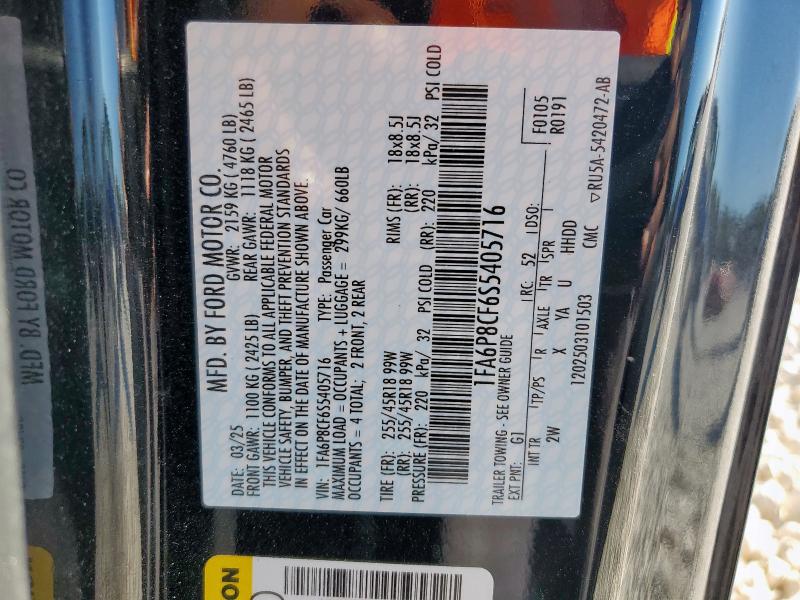 MFD. BY FORD MOTOR CO.
DATE: 03/25 GVWR: 2159 KG ( 4760 LB)
FRONT GAWR: 1100 KG ( 2425 LB) REAR GAWR: 1118 KG ( 2465 LB)
THIS VEHICLE CONFORMS TO ALL APPLICABLE FEDERAL MOTOR
VEHICLE SAFETY, BUMPER, AND THEFT PREVENTION STANDARDS
IN EFFECT ON THE DATE OF MANUFACTURE SHOWN ABOVE.
VIN: 1FA6P8CF6S5405716 TYPE: Passenger Car
MAXIMUM LOAD = OCCUPANTS + LUGGAGE = 299KG/ 660LB
OCCUPANTS = 4 TOTAL; 2 FRONT, 2 REAR
TIRE (FR): 255/45R18 99W RIMS (FR): 18x8.5J
(RR): 255/45R18 99W (RR): 18x8.5J
PRESSURE (FR): 220 kPa/ 32 PSI COLD (RR): 220 kPa/ 32 PSI COLD
1FA6P8CF6S5405716
TRAILER TOWING - SEE OWNER GUIDE
EXT PNT: G1 RC: 52 DSO: F0105
R0191
INT TR TP/PS R AXLE TR SPR
2W X YA U HHDD
1202503101503 CMC ▽RU5A-5420472-AB
MFD. BY FORD MOTOR CO
ON